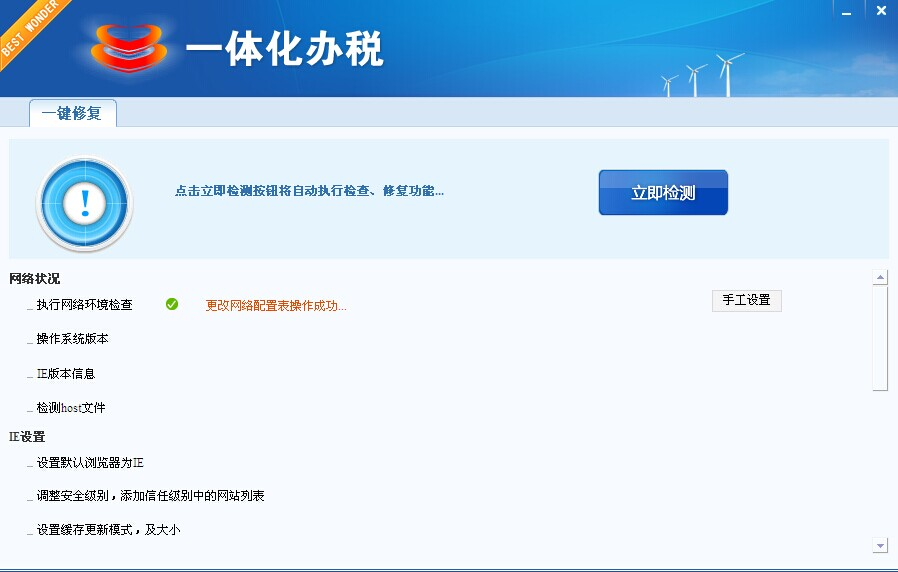 BEST WONDER
一体化办税
一键修复
点击立即检测按钮将自动执行检查、修复功能...
立即检测
网络状况
执行网络环境检查
更改网络配置表操作成功...
手工设置
操作系统版本
IE版本信息
检测host文件
IE设置
设置默认浏览器为IE
调整安全级别，添加信任级别中的网站列表
设置缓存更新模式，及大小